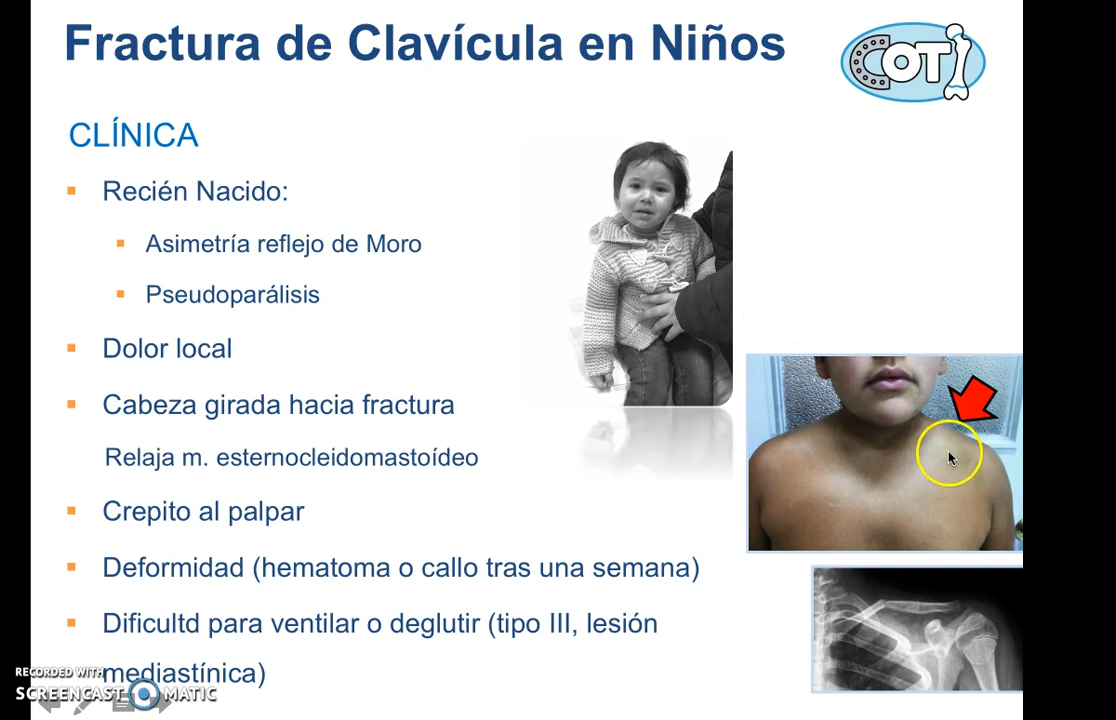 Fractura de Clavícula en Niños
COT
CLÍNICA
Recién Nacido:
Asimetría reflejo de Moro
Pseudoparálisis
Dolor local
Cabeza girada hacia fractura
Relaja m. esternocleidomastoídeo
Crepito al palpar
Deformidad (hematoma o callo tras una semana)
Dificultd para ventilar o deglutir (tipo III, lesión
mediastínica)
RECORDED WITH
SCREENCAST MATIC